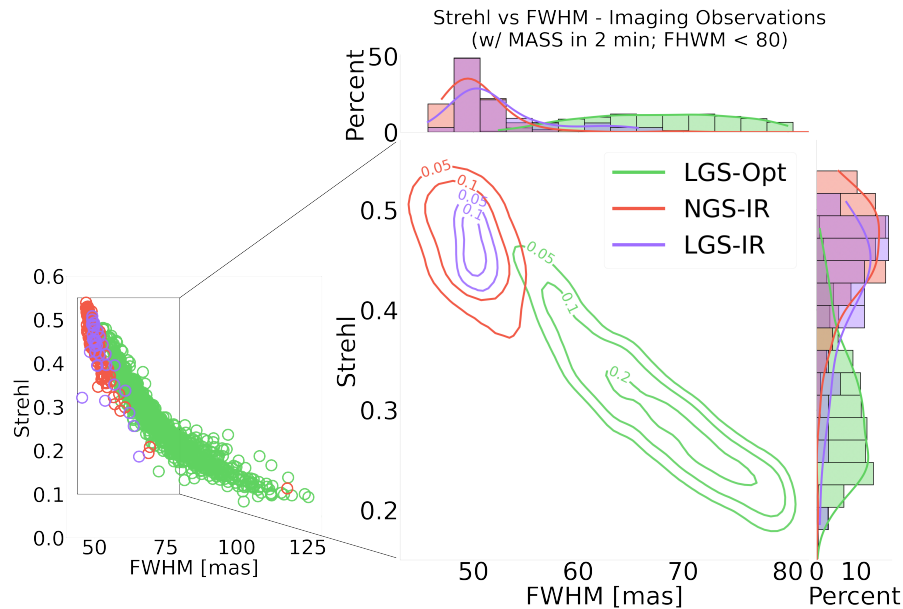 Strehl vs FWHM - Imaging Observations
(w/ MASS in 2 min; FHWM < 80)
50
0
Percent
0.05
0.1
0.05
0.1
0.05
0.1
0.2
LGS-Opt
NGS-IR
LGS-IR
0.5
0.4
0.3
0.2
Strehl
50
60
70
80
FWHM [mas]
0
10
Percent
0.6
0.5
0.4
0.3
0.2
0.1
0.0
Strehl
50
75
100
125
FWHM [mas]